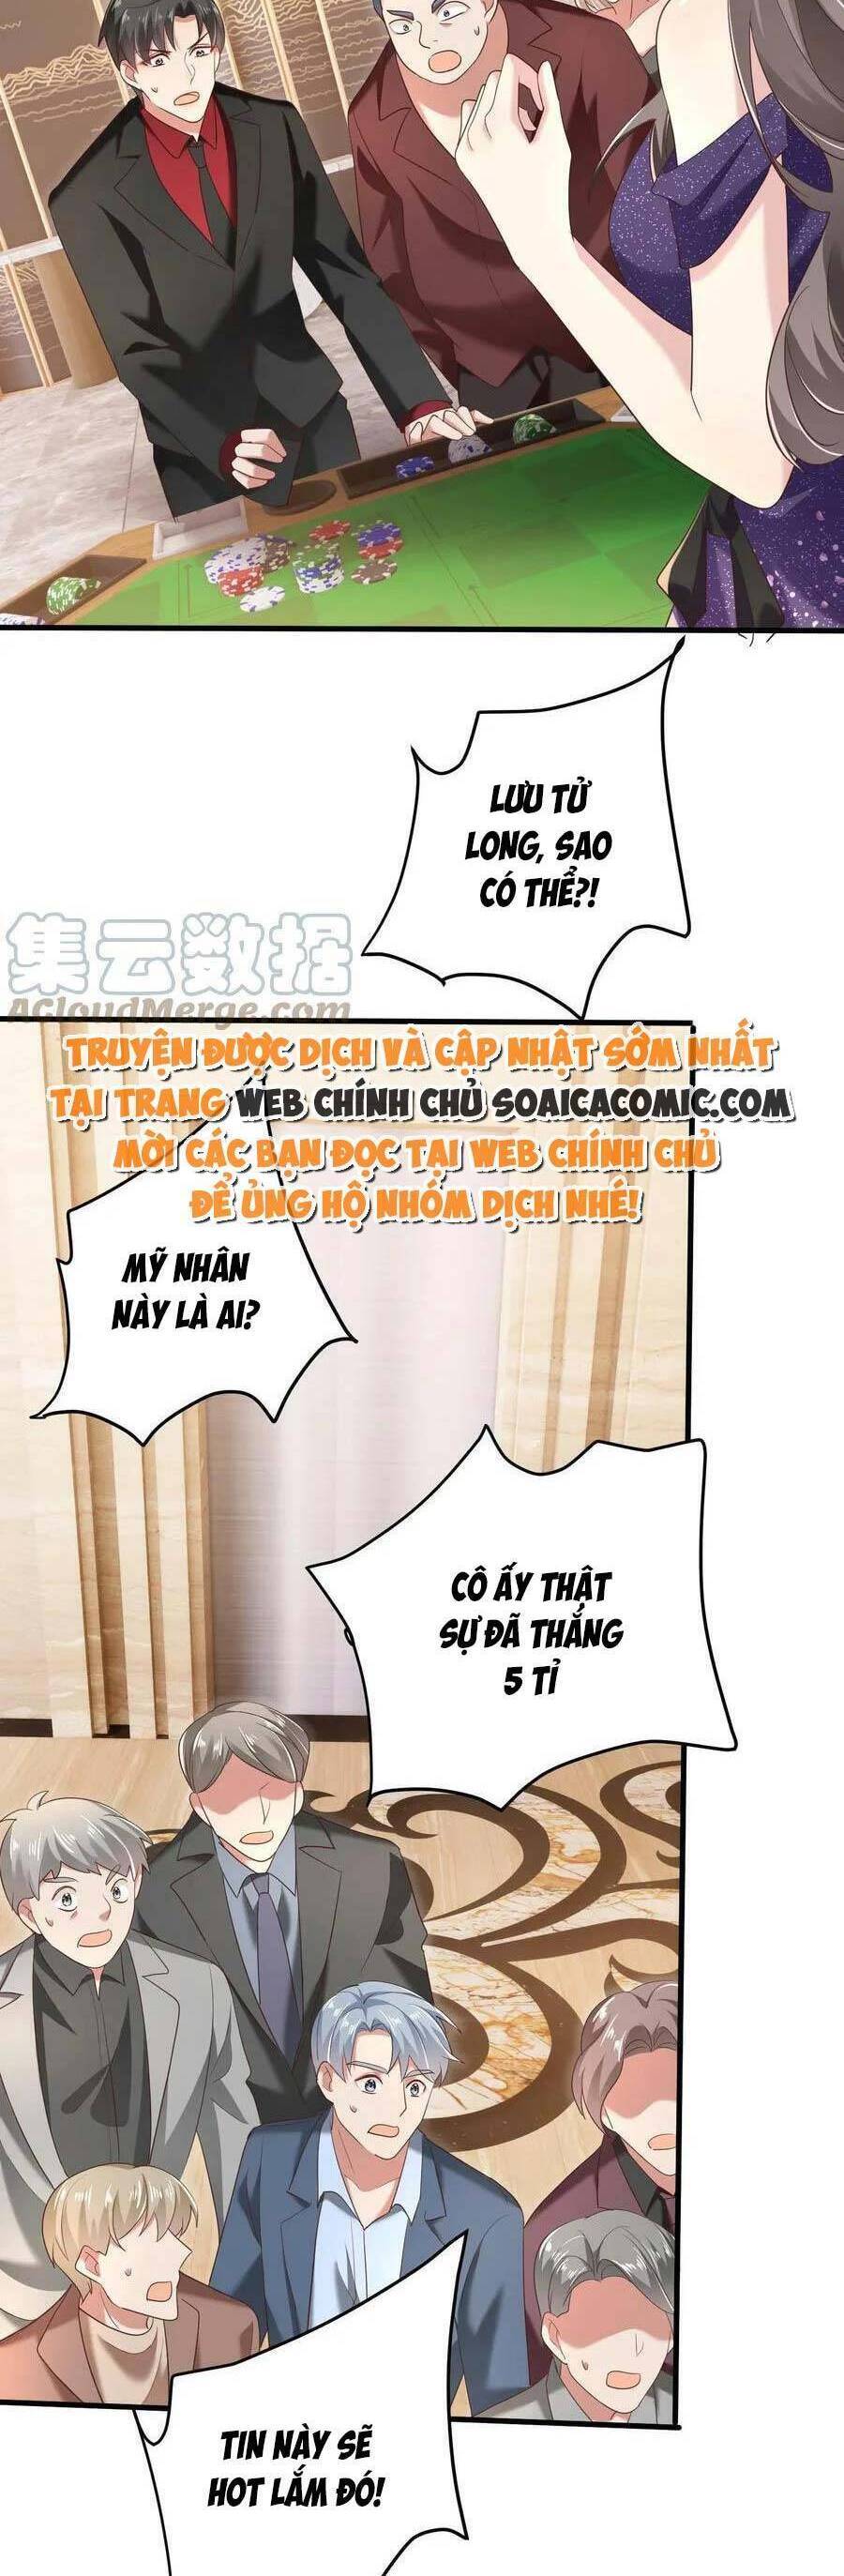 LƯU TỬ
LONG, SAO
CÓ THỂ?!
集云数据
ACloudMerge.com
TRUYỆN ĐƯỢC DỊCH VÀ CẬP NHẬT SỚM NHẤT
TẠI TRANG WEB CHÍNH CHỦ SOAICACOMIC.COM
MỜI CÁC BẠN ĐỌC TẠI WEB CHÍNH CHỦ
ĐỂ ỦNG HỘ NHÓM DỊCH NHÉ!
MỸ NHÂN
NÀY LÀ AI?
CÔ ẤY THẬT
SỰ ĐÃ THẮNG
5 TỈ
TIN NÀY SẼ
HOT LẮM ĐÓ!